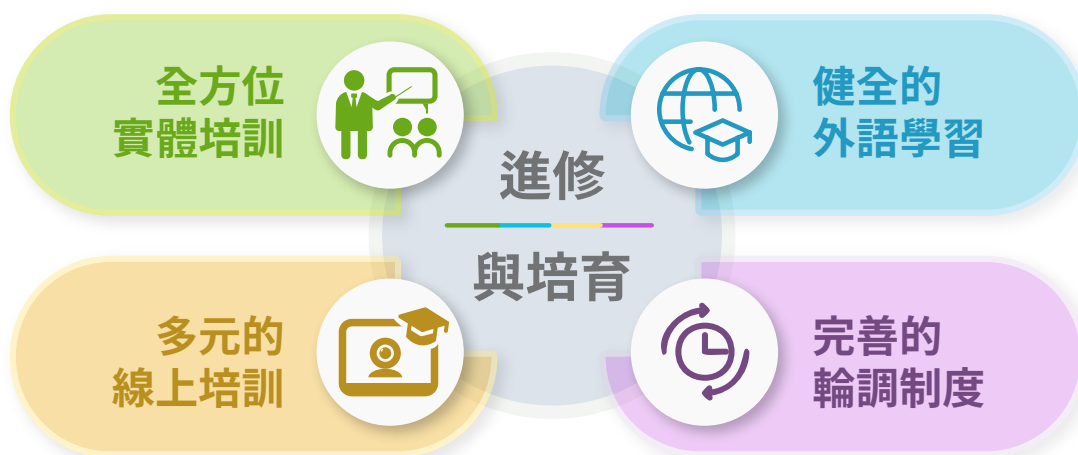 全方位
實體培訓
健全的
外語學習
進修
與培育
多元的
線上培訓
完善的
輪調制度